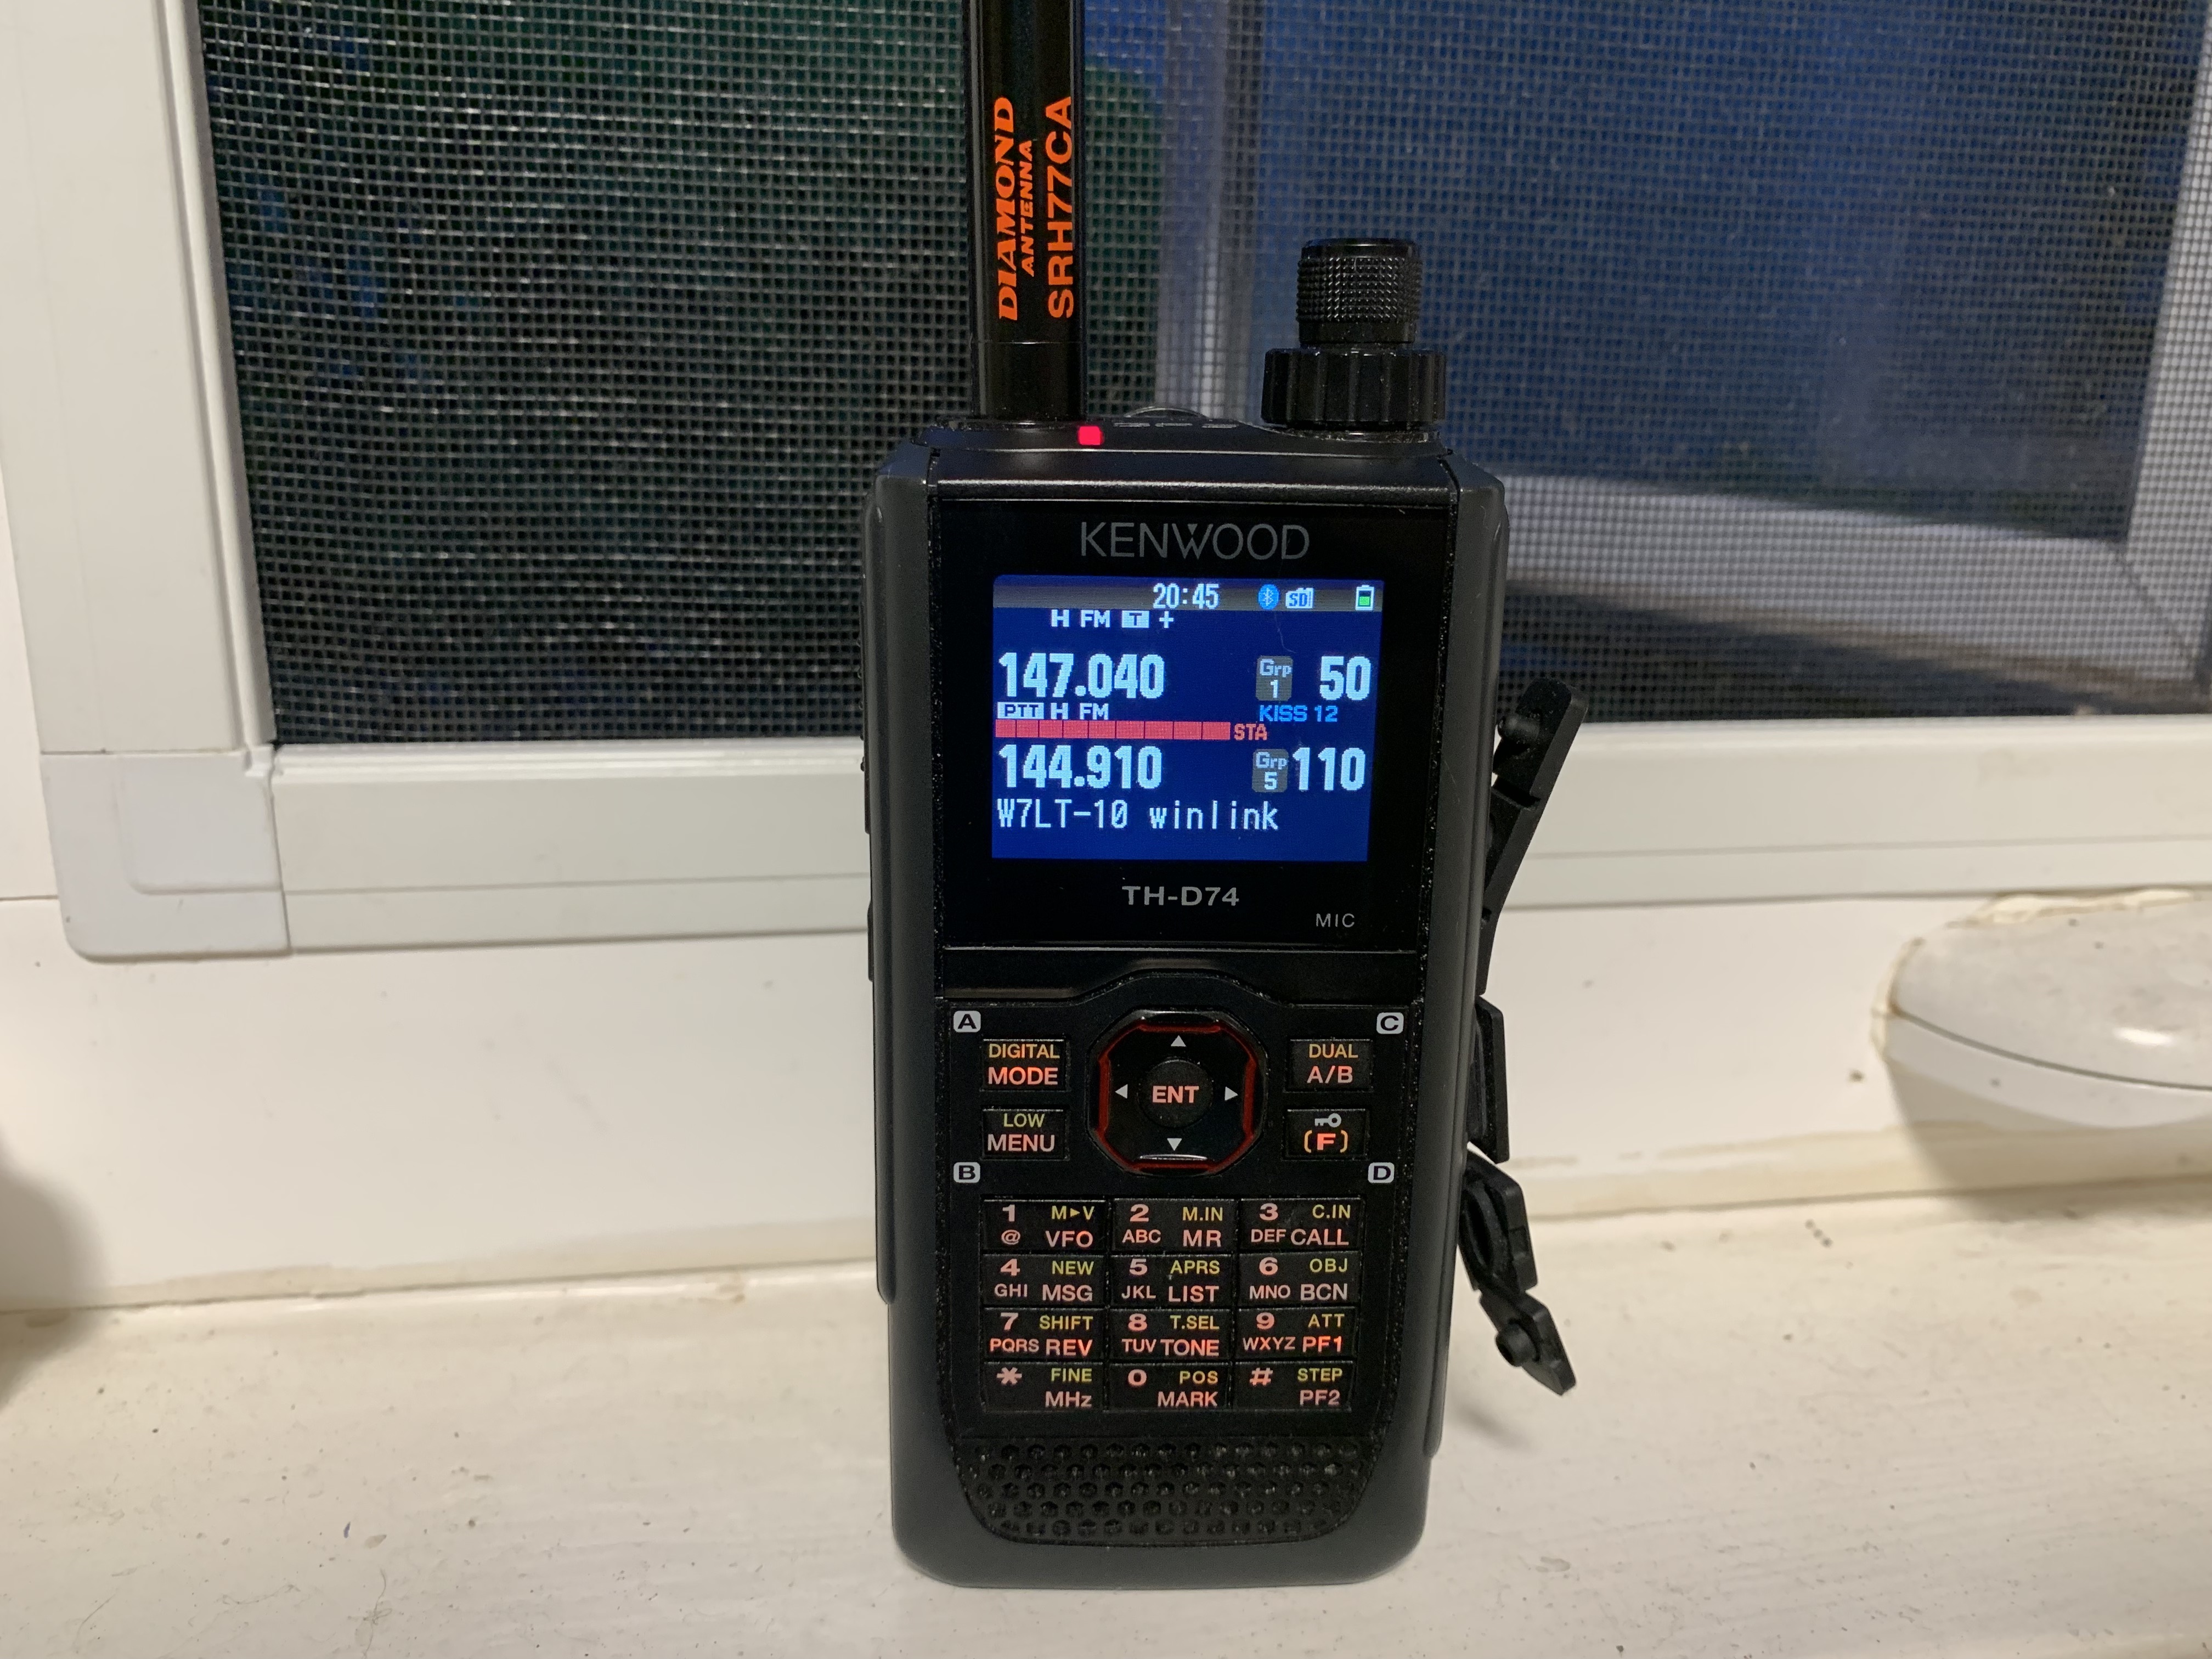 DIAMOND
ANTENNA
SRH77CA
KENWOOD
20:45 SD
H FM T +
147.040 Grp 1 50
PTT H FM KISS 12
STA
144.910 Grp 5 110
W7LT-10 winlink
TH-D74
MIC
A C
DIGITAL DUAL
MODE A/B
ENT
LOW
MENU (F)
B D
1 M►V 2 M.IN 3 C.IN
@ VFO ABC MR DEF CALL
4 NEW 5 APRS 6 OBJ
GHI MSG JKL LIST MNO BCN
7 SHIFT 8 T.SEL 9 ATT
PQRS REV TUV TONE WXYZ PF1
* FINE 0 POS # STEP
MHz MARK PF2